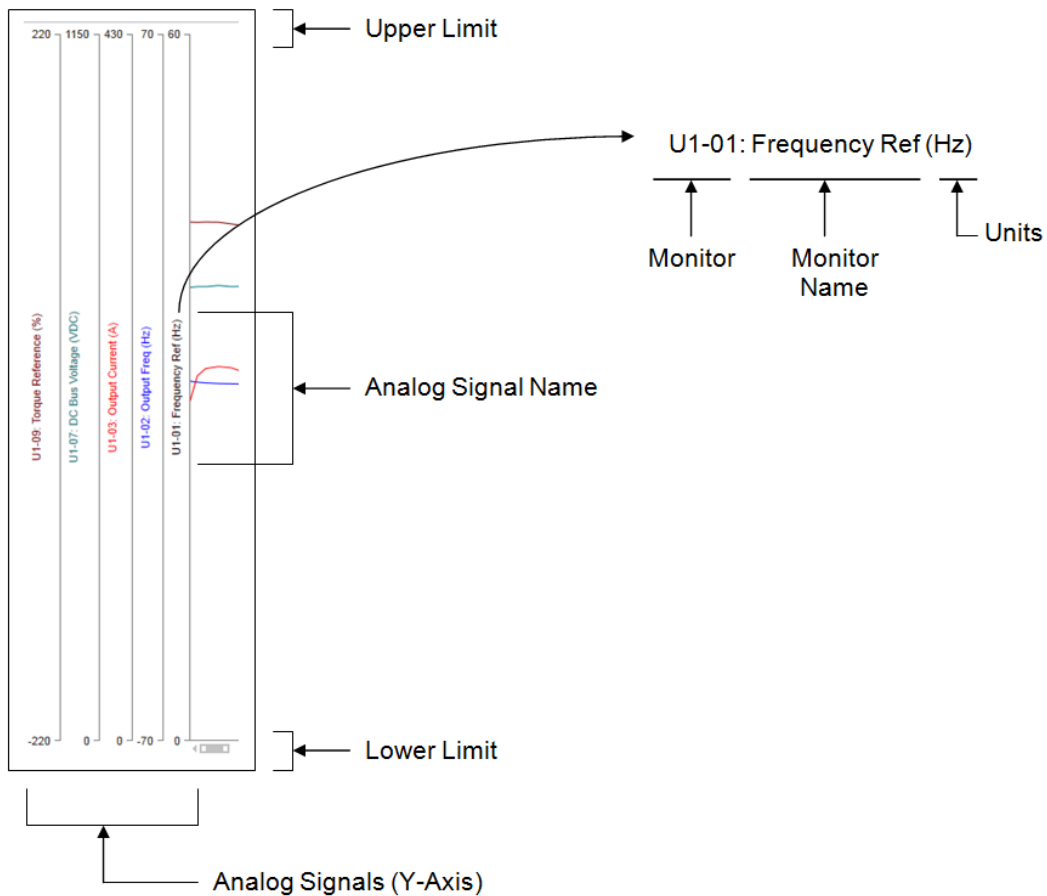 220 1150 430 70 60
Upper Limit
U1-01: Frequency Ref (Hz)
Monitor
Monitor
Name
Units
U1-09: Torque Reference (%)
U1-07: DC Bus Voltage (VDC)
U1-03: Output Current (A)
U1-02: Output Freq (Hz)
U1-01: Frequency Ref (Hz)
Analog Signal Name
-220 0 0 -70 0
Lower Limit
Analog Signals (Y-Axis)